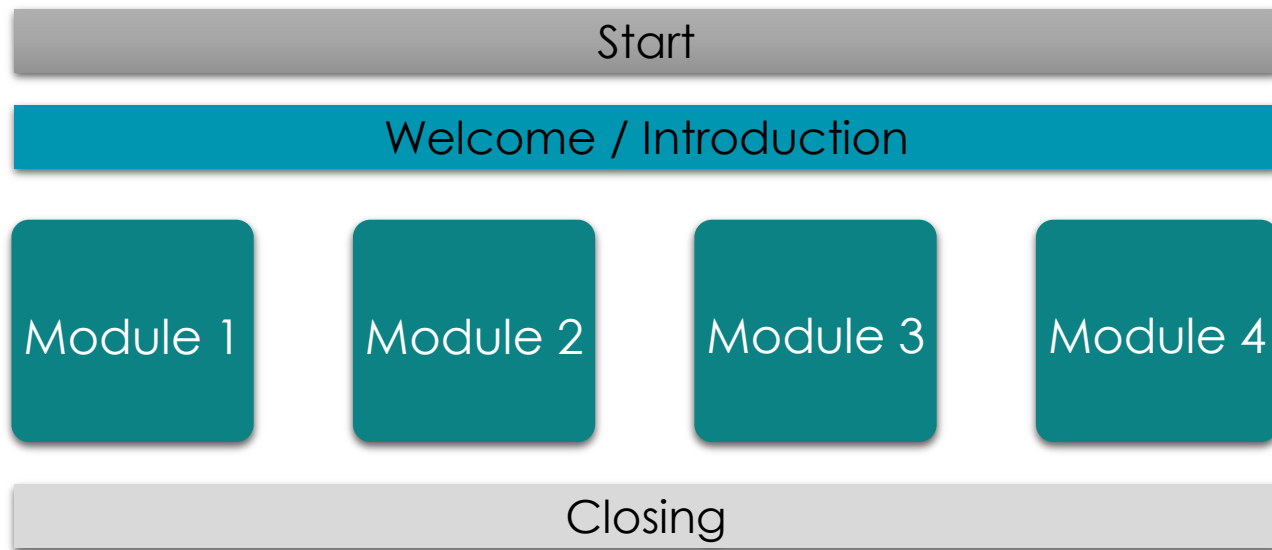 Start
Welcome / Introduction
Module 1
Module 2
Module 3
Module 4
Closing